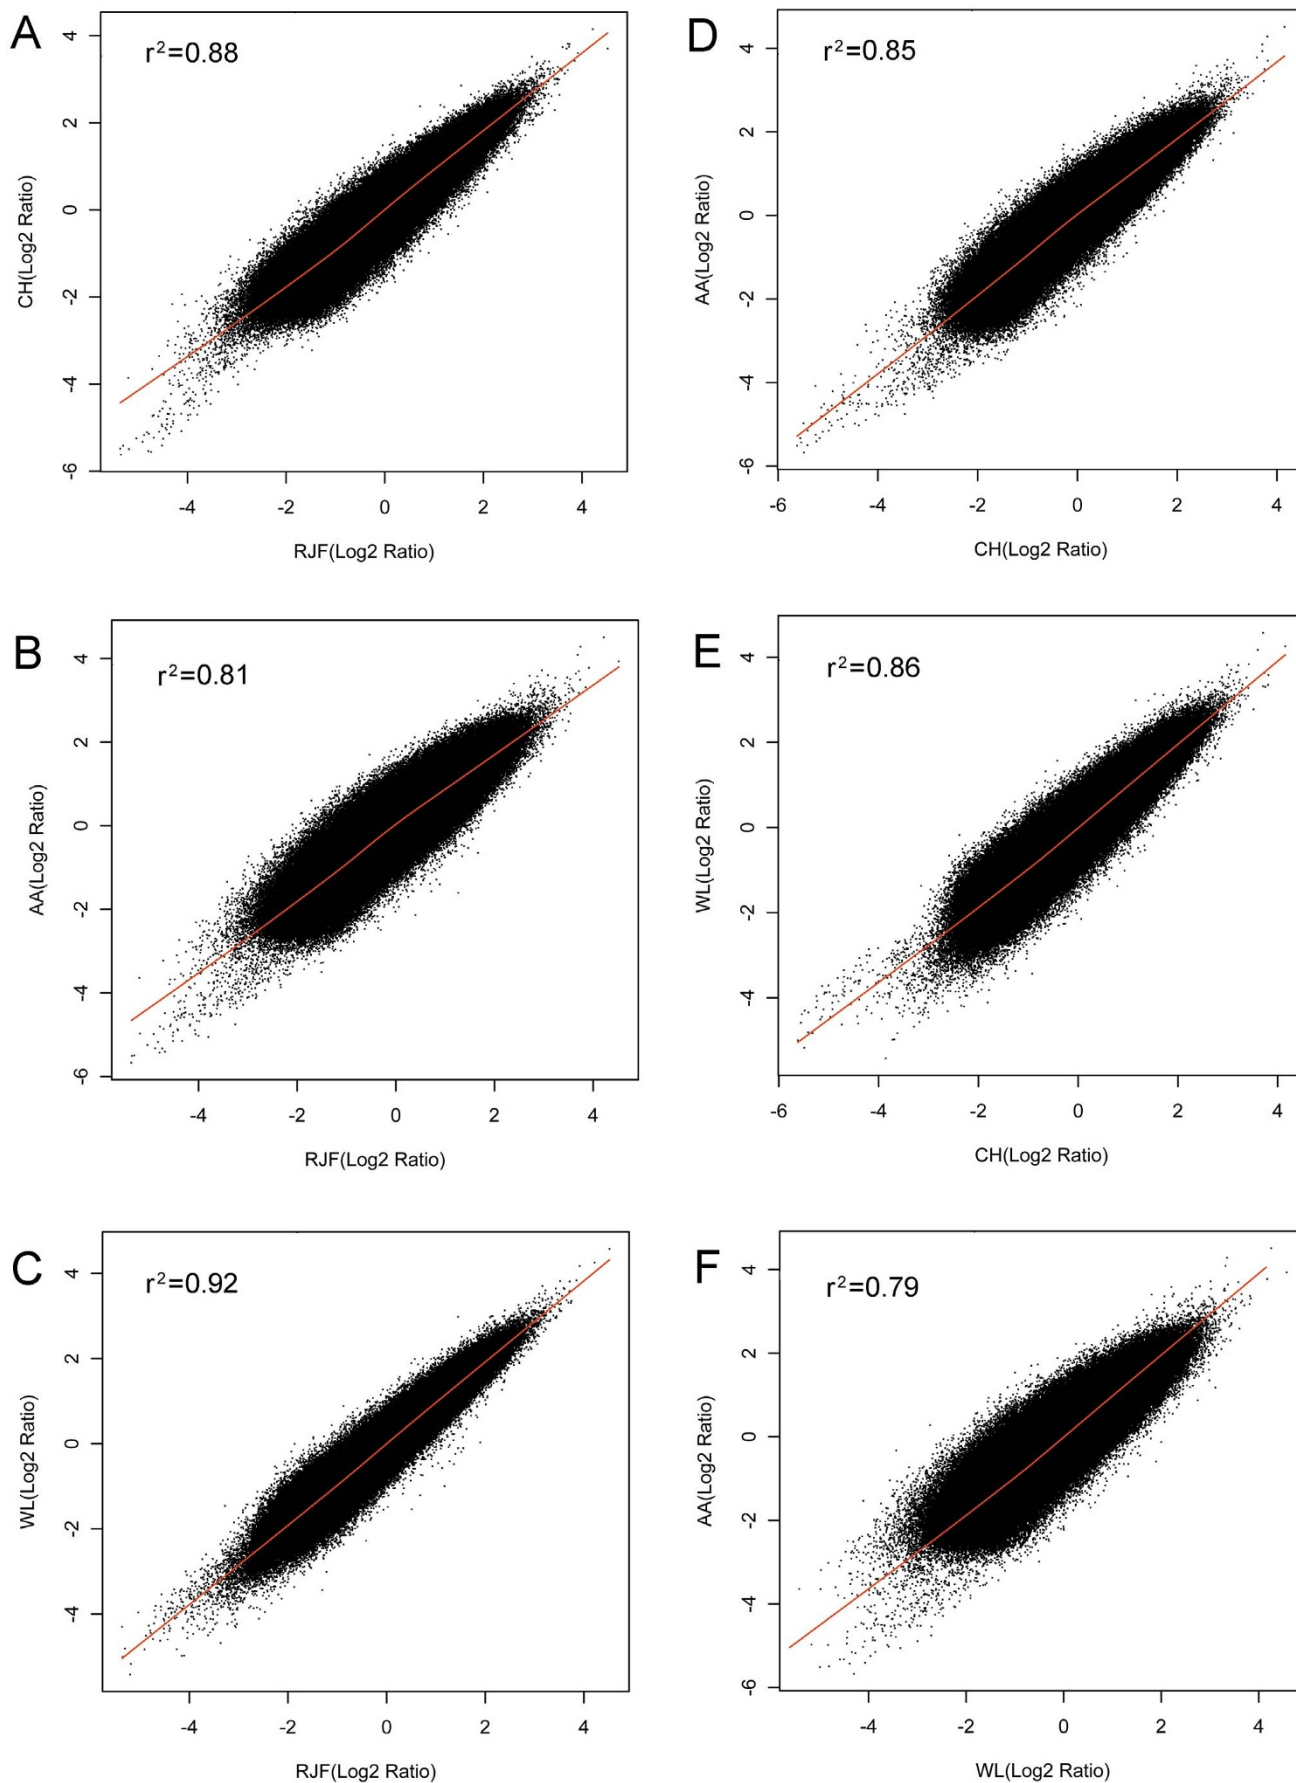 A
r²=0.88
4
2
0
-2
-4
-6
CH(Log2 Ratio)
-4 -2 0 2 4
RJF(Log2 Ratio)
B
r²=0.81
4
2
0
-2
-4
-6
AA(Log2 Ratio)
-4 -2 0 2 4
RJF(Log2 Ratio)
C
r²=0.92
4
2
0
-2
-4
WL(Log2 Ratio)
-4 -2 0 2 4
RJF(Log2 Ratio)
D
r²=0.85
4
2
0
-2
-4
-6
AA(Log2 Ratio)
-6 -4 -2 0 2 4
CH(Log2 Ratio)
E
r²=0.86
4
2
0
-2
-4
WL(Log2 Ratio)
-6 -4 -2 0 2 4
CH(Log2 Ratio)
F
r²=0.79
4
2
0
-2
-4
-6
AA(Log2 Ratio)
-4 -2 0 2 4
WL(Log2 Ratio)